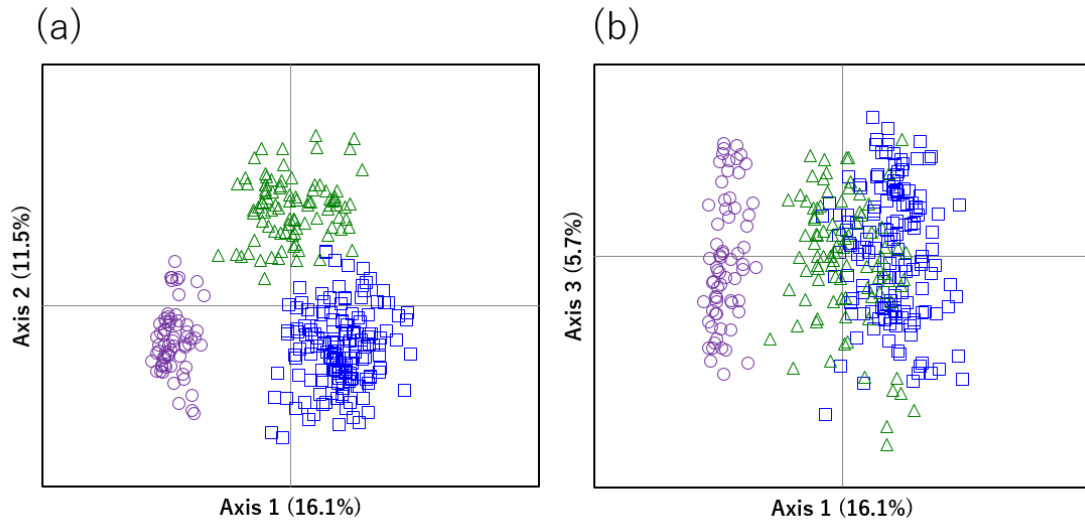 (a)
Axis 2 (11.5%)
Axis 1 (16.1%)
(b)
Axis 3 (5.7%)
Axis 1 (16.1%)